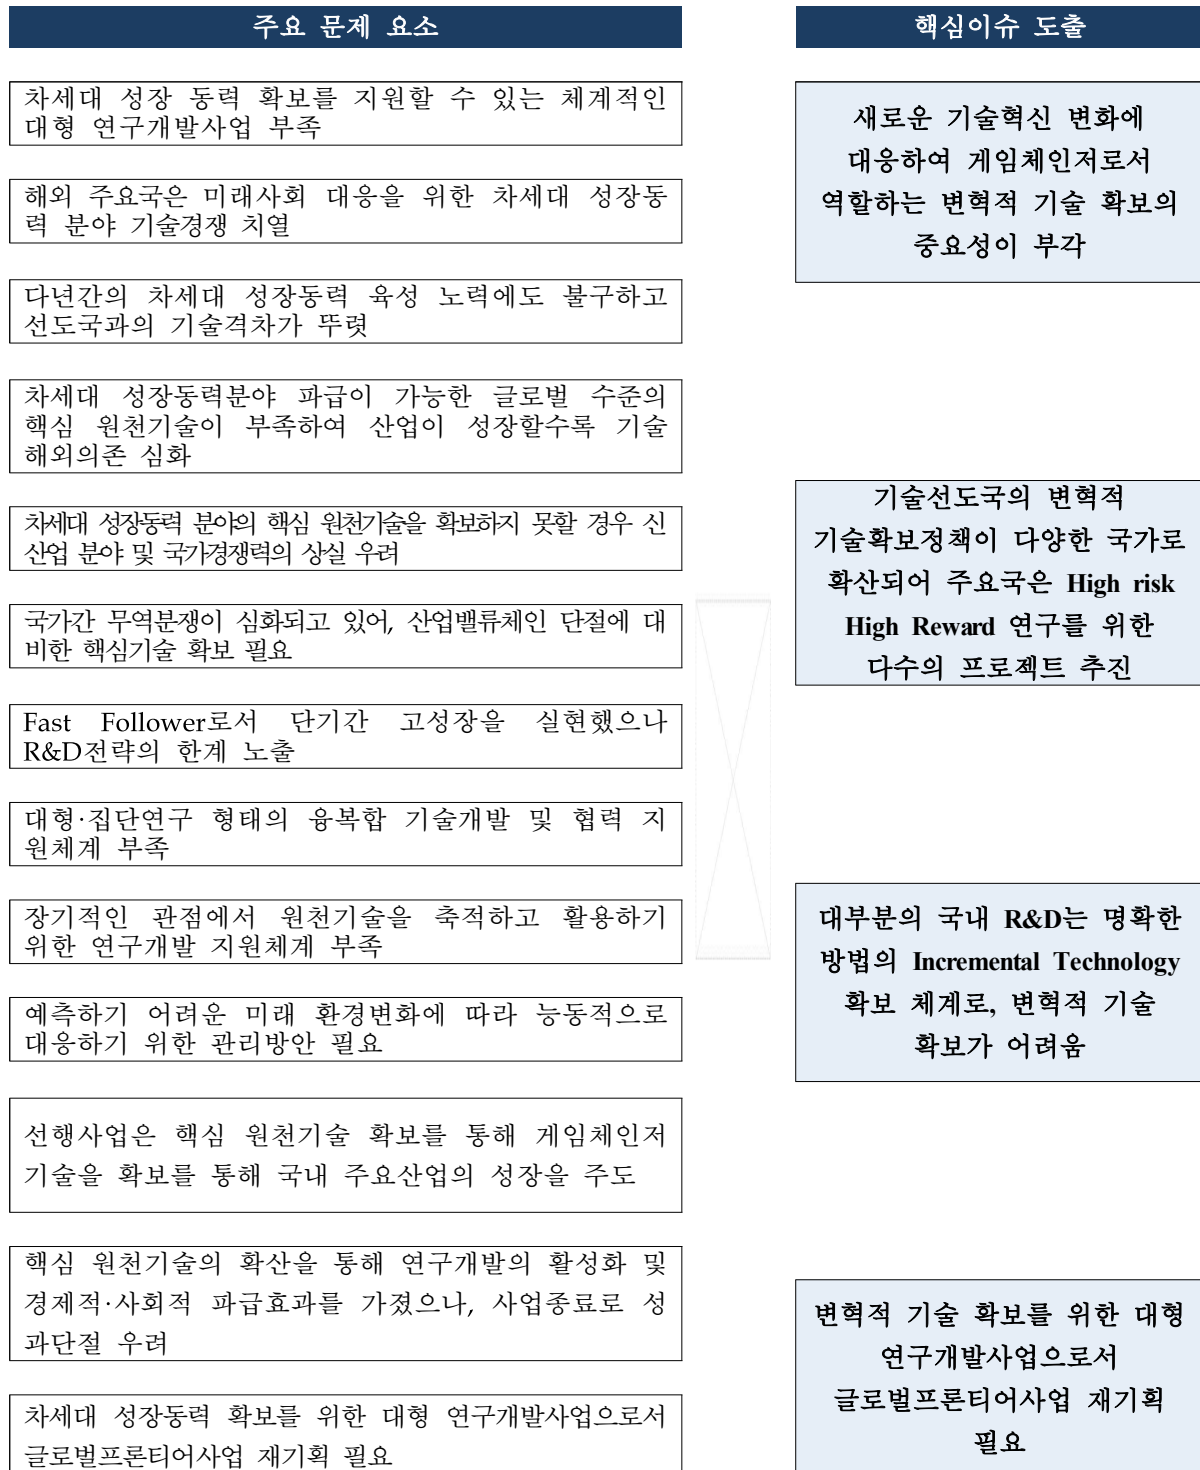 주요 문제 요소
차세대 성장 동력 확보를 지원할 수 있는 체계적인
대형 연구개발사업 부족
해외 주요국은 미래사회 대응을 위한 차세대 성장동
력 분야 기술경쟁 치열
다년간의 차세대 성장동력 육성 노력에도 불구하고
선도국과의 기술격차가 뚜렷
차세대 성장동력분야 파급이 가능한 글로벌 수준의
핵심 원천기술이 부족하여 산업이 성장할수록 기술
해외의존 심화
차세대 성장동력 분야의 핵심 원천기술을 확보하지 못할 경우 신
산업 분야 및 국가경쟁력의 상실 우려
국가간 무역분쟁이 심화되고 있어, 산업밸류체인 단절에 대
비한 핵심기술 확보 필요
Fast Follower로서 단기간 고성장을 실현했으나
R&D전략의 한계 노출
대형·집단연구 형태의 융복합 기술개발 및 협력 지
원체계 부족
장기적인 관점에서 원천기술을 축적하고 활용하기
위한 연구개발 지원체계 부족
예측하기 어려운 미래 환경변화에 따라 능동적으로
대응하기 위한 관리방안 필요
선행사업은 핵심 원천기술 확보를 통해 게임체인저
기술을 확보를 통해 국내 주요산업의 성장을 주도
핵심 원천기술의 확산을 통해 연구개발의 활성화 및
경제적·사회적 파급효과를 가졌으나, 사업종료로 성
과단절 우려
차세대 성장동력 확보를 위한 대형 연구개발사업으로서
글로벌프론티어사업 재기획 필요
핵심이슈 도출
새로운 기술혁신 변화에
대응하여 게임체인저로서
역할하는 변혁적 기술 확보의
중요성이 부각
기술선도국의 변혁적
기술확보정책이 다양한 국가로
확산되어 주요국은 High risk
High Reward 연구를 위한
다수의 프로젝트 추진
대부분의 국내 R&D는 명확한
방법의 Incremental Technology
확보 체계로, 변혁적 기술
확보가 어려움
변혁적 기술 확보를 위한 대형
연구개발사업으로서
글로벌프론티어사업 재기획
필요